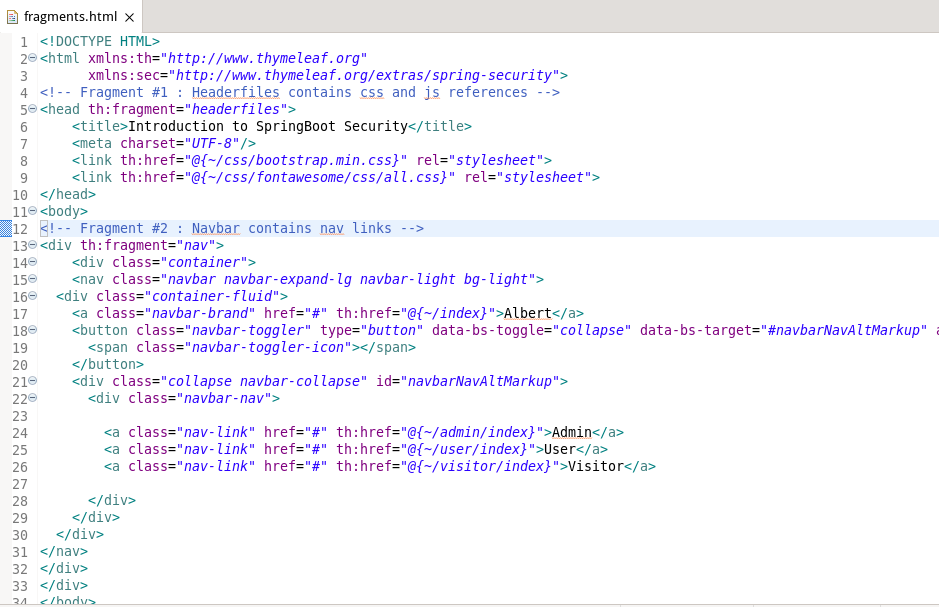 fragments.html
1 <!DOCTYPE HTML>
2 <html xmlns:th="http://www.thymeleaf.org"
3       xmlns:sec="http://www.thymeleaf.org/extras/spring-security">
4 <!-- Fragment #1 : Headerfiles contains css and js references -->
5 <head th:fragment="headerfiles">
6     <title>Introduction to SpringBoot Security</title>
7     <meta charset="UTF-8"/>
8     <link th:href="@{~/css/bootstrap.min.css}" rel="stylesheet">
9     <link th:href="@{~/css/fontawesome/css/all.css}" rel="stylesheet">
10 </head>
11 <body>
12 <!-- Fragment #2 : Navbar contains nav links -->
13 <div th:fragment="nav">
14     <div class="container">
15     <nav class="navbar navbar-expand-lg navbar-light bg-light">
16   <div class="container-fluid">
17     <a class="navbar-brand" href="#" th:href="@{~/index}">Albert</a>
18     <button class="navbar-toggler" type="button" data-bs-toggle="collapse" data-bs-target="#navbarNavAltMarkup"
19       <span class="navbar-toggler-icon"></span>
20     </button>
21     <div class="collapse navbar-collapse" id="navbarNavAltMarkup">
22       <div class="navbar-nav">
23
24         <a class="nav-link" href="#" th:href="@{~/admin/index}">Admin</a>
25         <a class="nav-link" href="#" th:href="@{~/user/index}">User</a>
26         <a class="nav-link" href="#" th:href="@{~/visitor/index}">Visitor</a>
27
28       </div>
29     </div>
30   </div>
31 </nav>
32 </div>
33 </div>
34 </body>